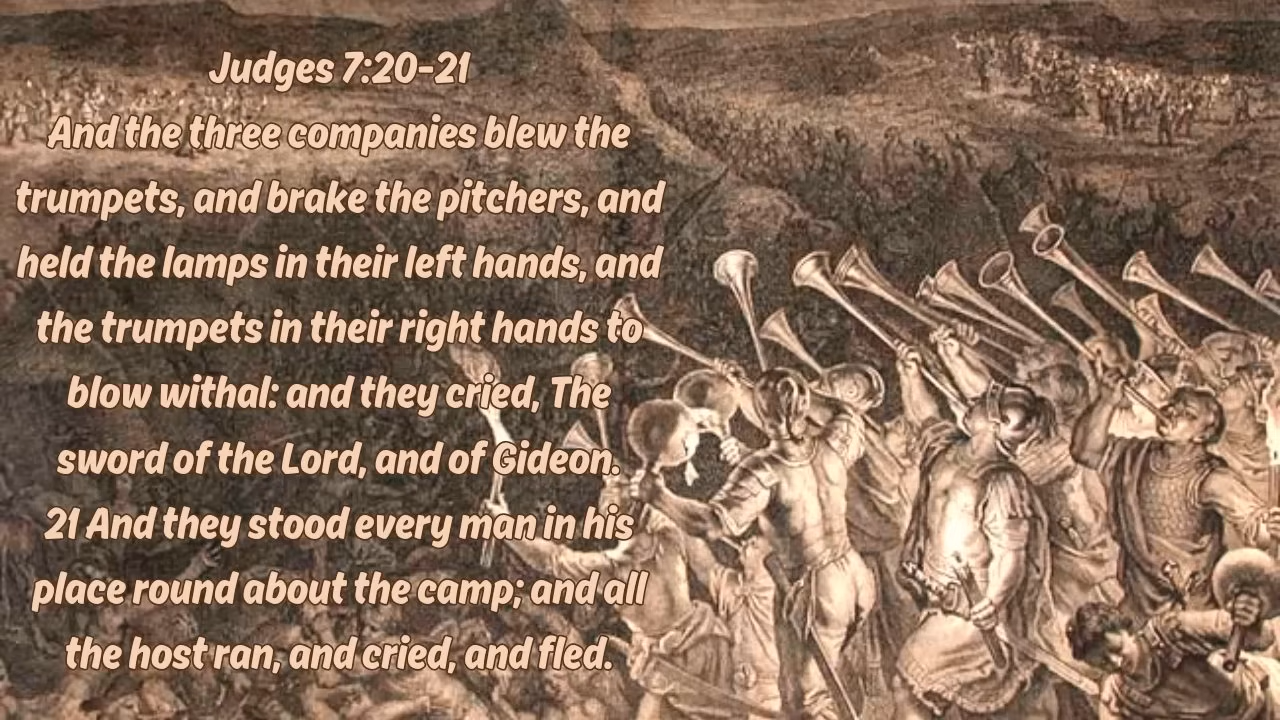 Judges 7:20-21
And the three companies blew the
trumpets, and brake the pitchers, and
held the lamps in their left hands, and
the trumpets in their right hands to
blow withal: and they cried, The
sword of the Lord, and of Gideon.
21 And they stood every man in his
place round about the camp; and all
the host ran, and cried, and fled.